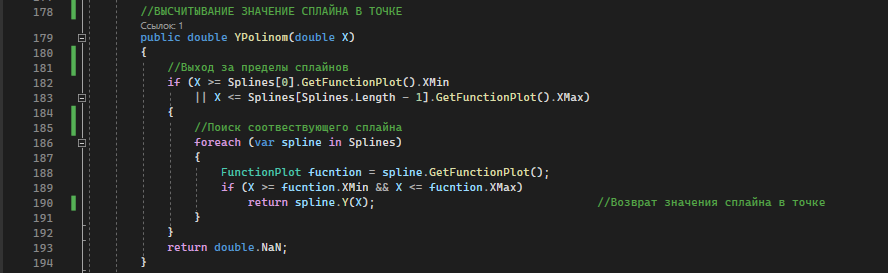 178 //ВЫСЧИТЫВАНИЕ ЗНАЧЕНИЕ СПЛАЙНА В ТОЧКЕ
Ссылок: 1
179 public double YPolinom(double X)
180 {
181 //Выход за пределы сплайнов
182 if (X >= Splines[0].GetFunctionPlot().XMin
183 || X <= Splines[Splines.Length - 1].GetFunctionPlot().XMax)
184 {
185 //Поиск соотвествующего сплайна
186 foreach (var spline in Splines)
187 {
188 FunctionPlot fucntion = spline.GetFunctionPlot();
189 if (X >= fucntion.XMin && X <= fucntion.XMax)
190 return spline.Y(X); //Возврат значения сплайна в точке
191 }
192 }
193 return double.NaN;
194 }